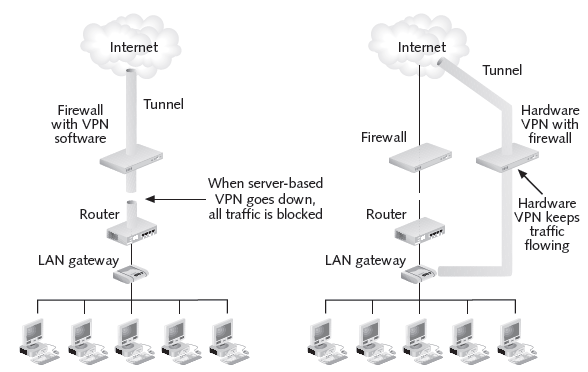 Internet
Tunnel
Firewall
with VPN
software
When server-based
VPN goes down,
all traffic is blocked
Router
LAN gateway
Internet
Tunnel
Hardware
VPN with
firewall
Firewall
Hardware
VPN keeps
traffic
flowing
Router
LAN gateway